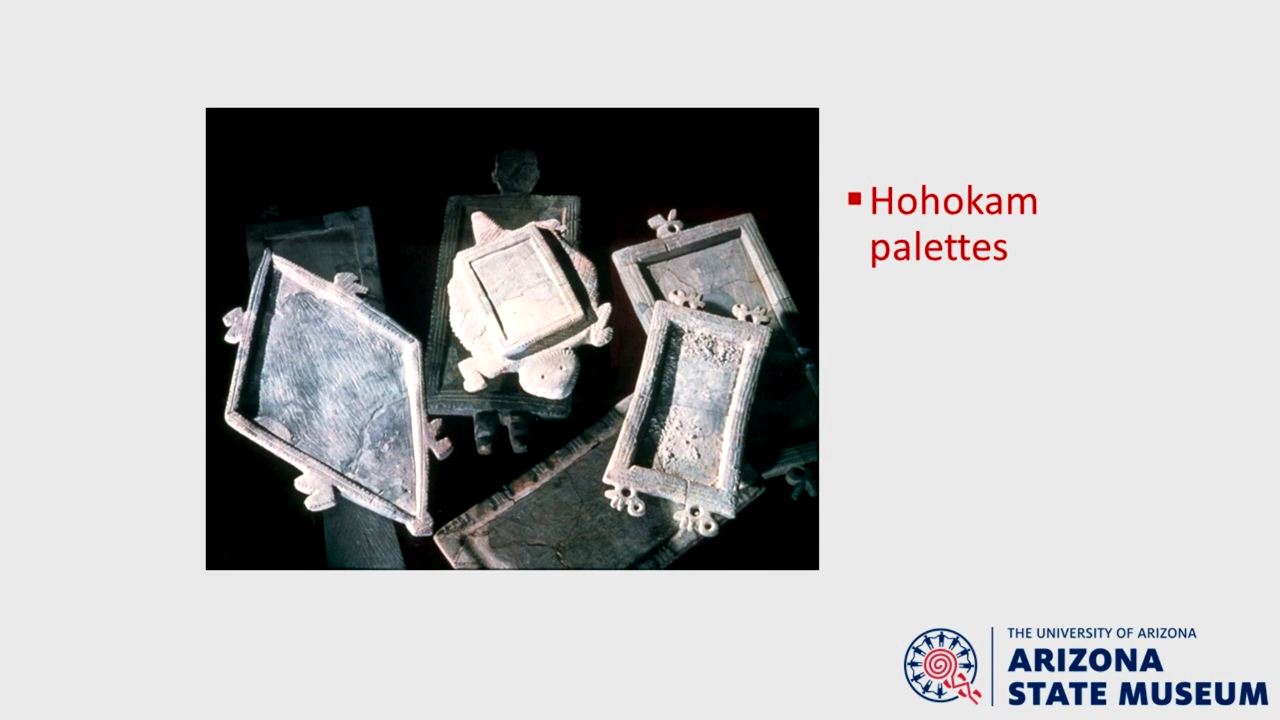 ▪ Hohokam
palettes
THE UNIVERSITY OF ARIZONA
ARIZONA
STATE MUSEUM